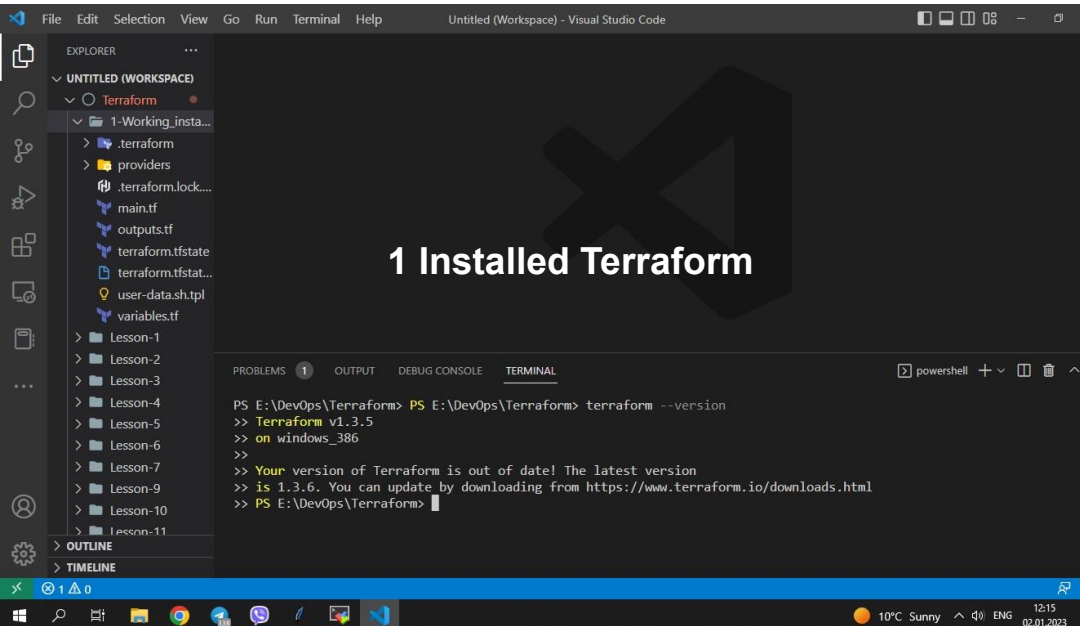 File Edit Selection View Go Run Terminal Help Untitled (Workspace) - Visual Studio Code
EXPLORER
UNTITLED (WORKSPACE)
Terraform
1-Working_insta...
.terraform
providers
.terraform.lock....
main.tf
outputs.tf
terraform.tfstate
terraform.tfstat...
user-data.sh.tpl
variables.tf
Lesson-1
Lesson-2
Lesson-3
Lesson-4
Lesson-5
Lesson-6
Lesson-7
Lesson-9
Lesson-10
Lesson-11
OUTLINE
TIMELINE
1 Installed Terraform
PROBLEMS 1 OUTPUT DEBUG CONSOLE TERMINAL powershell
PS E:\DevOps\Terraform> PS E:\DevOps\Terraform> terraform --version
>> Terraform v1.3.5
>> on windows_386
>>
>> Your version of Terraform is out of date! The latest version
>> is 1.3.6. You can update by downloading from https://www.terraform.io/downloads.html
>> PS E:\DevOps\Terraform>
1 0
10°C Sunny ENG 12:15
02.01.2023